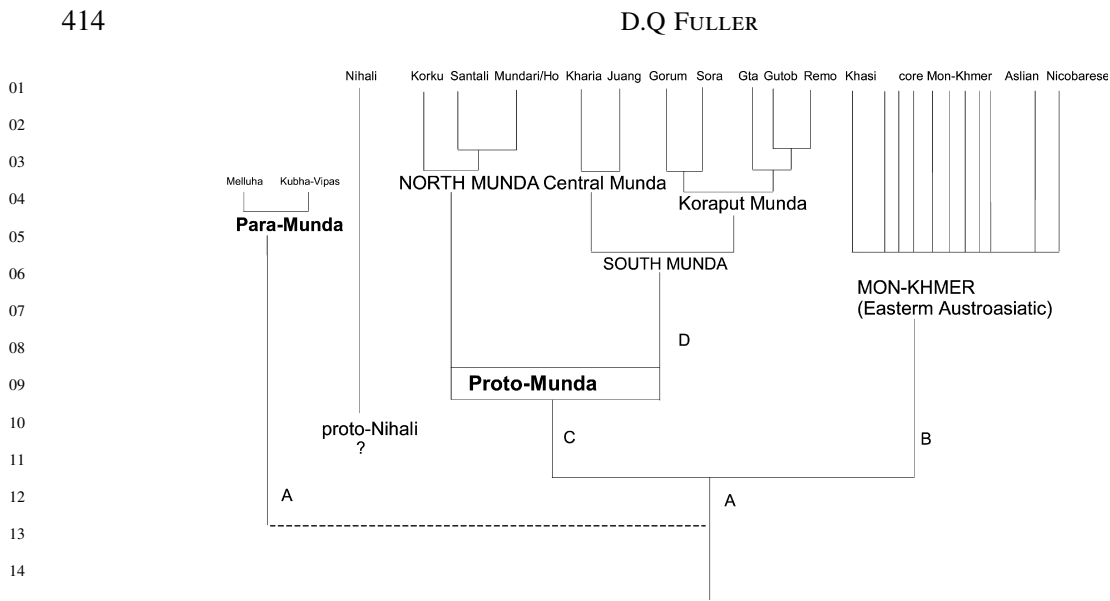 414 D.Q FULLER
Nihali Korku Santali Mundari/Ho Kharia Juang Gorum Sora Gta Gutob Remo Khasi core Mon-Khmer Aslian Nicobarese
01
02
03
Melluha Kubha-Vipas NORTH MUNDA Central Munda
04
Koraput Munda
Para-Munda
05
SOUTH MUNDA
06
MON-KHMER
07
(Easterm Austroasiatic)
08
D
09
Proto-Munda
10
proto-Nihali
C
B
?
11
12
A
A
13
14